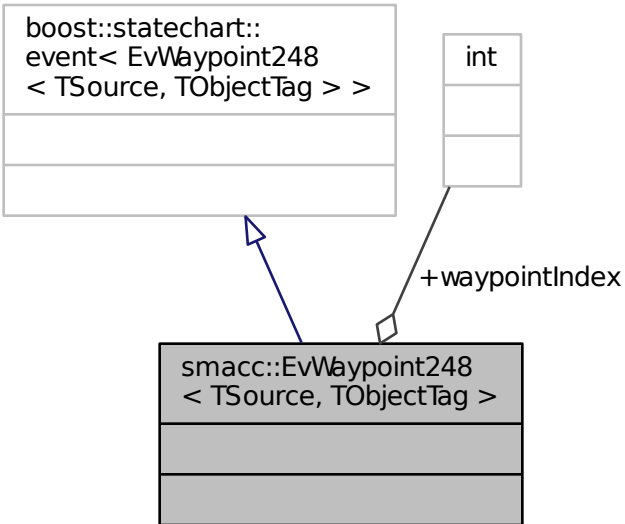 boost::statechart::
event< EvWaypoint248
< TSource, TObjectTag > >
int
+waypointIndex
smacc::EvWaypoint248
< TSource, TObjectTag >